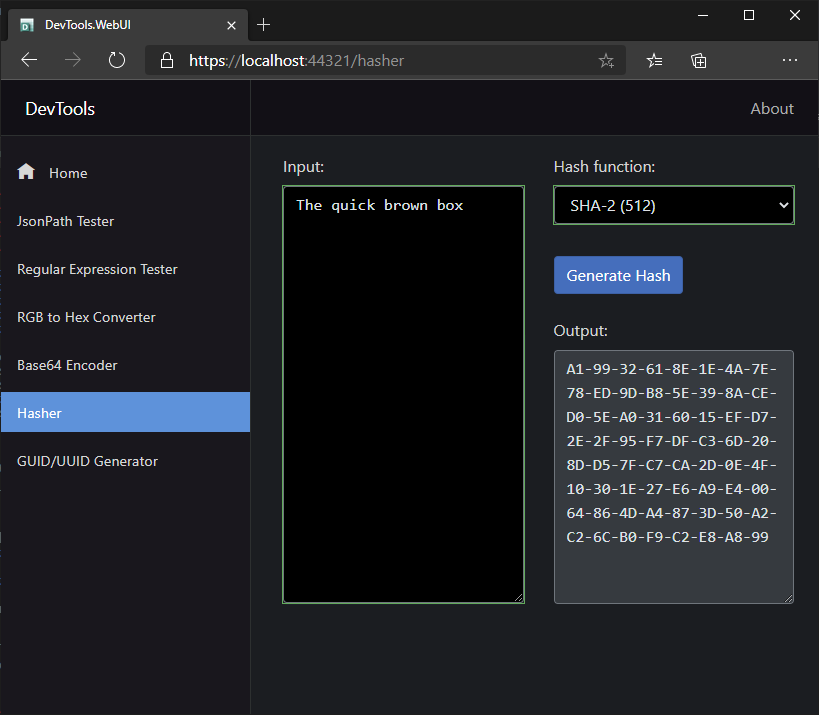 DevTools.WebUI
https://localhost:44321/hasher
DevTools
About
Home
JsonPath Tester
Regular Expression Tester
RGB to Hex Converter
Base64 Encoder
Hasher
GUID/UUID Generator
Input:
The quick brown box
Hash function:
SHA-2 (512)
Generate Hash
Output:
A1-99-32-61-8E-1E-4A-7E-
78-ED-9D-B8-5E-39-8A-CE-
D0-5E-A0-31-60-15-EF-D7-
2E-2F-95-F7-DF-C3-6D-20-
8D-D5-7F-C7-CA-2D-0E-4F-
10-30-1E-27-E6-A9-E4-00-
64-86-4D-A4-87-3D-50-A2-
C2-6C-B0-F9-C2-E8-A8-99